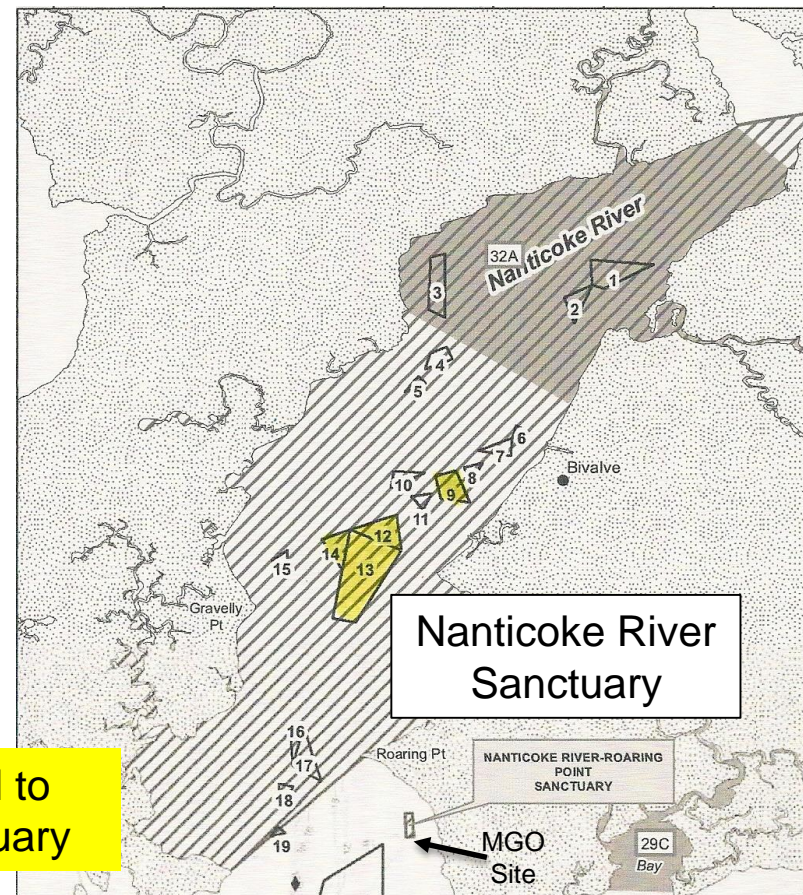 32A
Nanticoke River
3
1
2
4
5
6
7
8
Bivalve
10
9
11
12
14
13
15
Gravelly
Pt
Nanticoke River
Sanctuary
16
Roaring Pt
17
NANTICOKE RIVER-ROARING
POINT
SANCTUARY
18
to
19
MGO
Site
29C
Bay